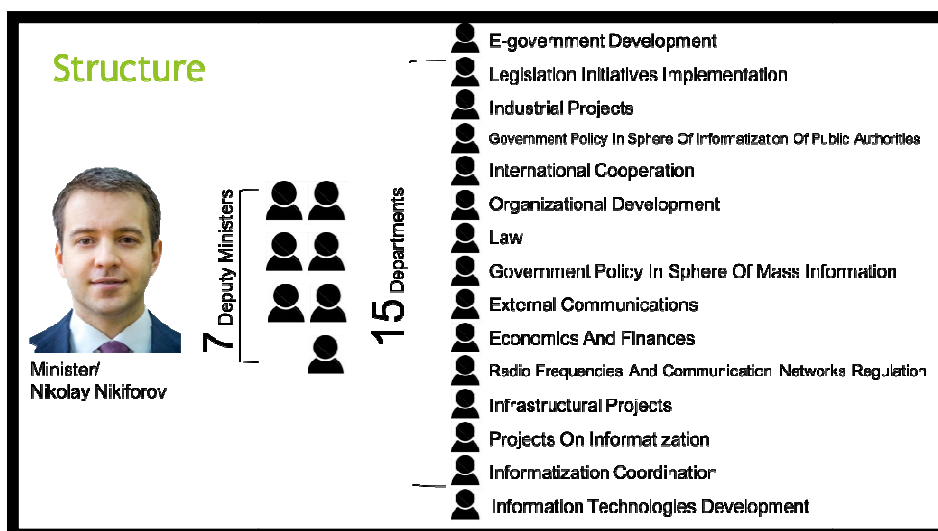 Structure
Minister/
Nikolay Nikiforov
7 Deputy Ministers
15 Departments
E-government Development
Legislation Initiatives Implementation
Industrial Projects
Government Policy In Sphere Of Informatization Of Public Authorities
International Cooperation
Organizational Development
Law
Government Policy In Sphere Of Mass Information
External Communications
Economics And Finances
Radio Frequencies And Communication Networks Regulation
Infrastructural Projects
Projects On Informatization
Informatization Coordination
Information Technologies Development